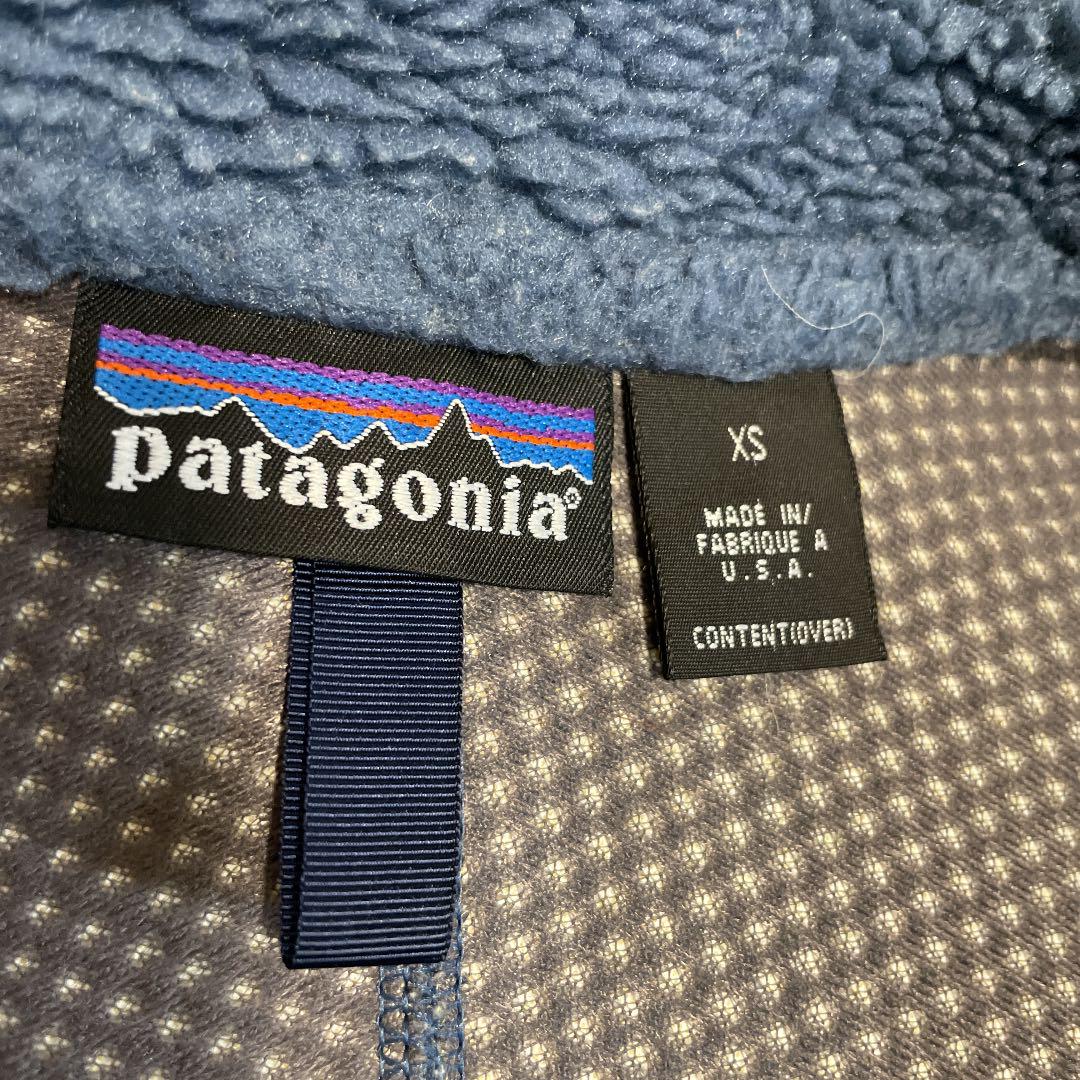 patagonia®
XS
MADE IN/
FABRIQUE A
U.S.A.
CONTENT(OVER)